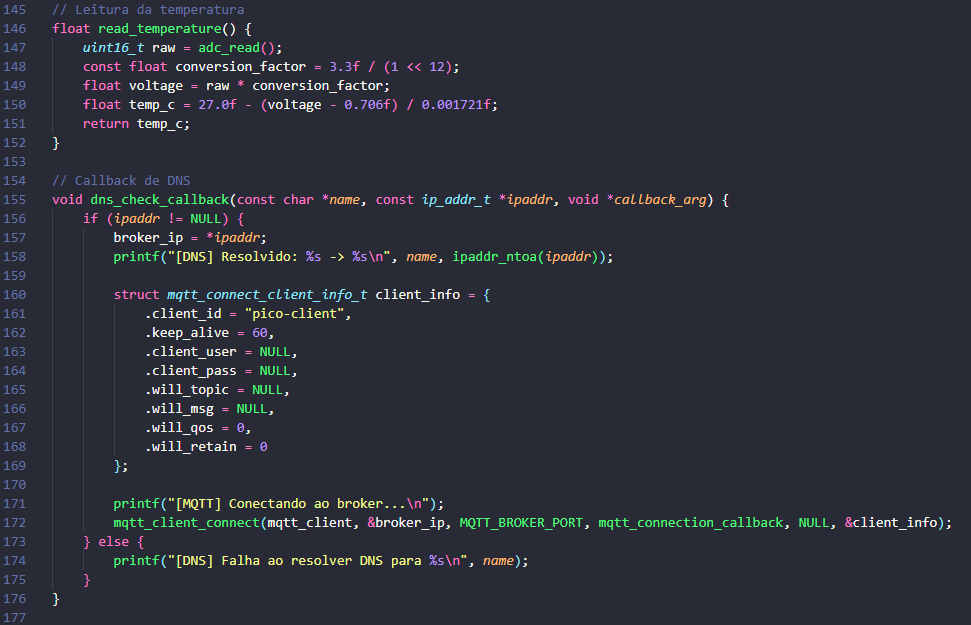 145 // Leitura da temperatura
146 float read_temperature() {
147     uint16_t raw = adc_read();
148     const float conversion_factor = 3.3f / (1 << 12);
149     float voltage = raw * conversion_factor;
150     float temp_c = 27.0f - (voltage - 0.706f) / 0.001721f;
151     return temp_c;
152 }
153
154 // Callback de DNS
155 void dns_check_callback(const char *name, const ip_addr_t *ipaddr, void *callback_arg) {
156     if (ipaddr != NULL) {
157         broker_ip = *ipaddr;
158         printf("[DNS] Resolvido: %s -> %s\n", name, ipaddr_ntoa(ipaddr));
159
160         struct mqtt_connect_client_info_t client_info = {
161             .client_id = "pico-client",
162             .keep_alive = 60,
163             .client_user = NULL,
164             .client_pass = NULL,
165             .will_topic = NULL,
166             .will_msg = NULL,
167             .will_qos = 0,
168             .will_retain = 0
169         };
170
171         printf("[MQTT] Conectando ao broker...\n");
172         mqtt_client_connect(mqtt_client, &broker_ip, MQTT_BROKER_PORT, mqtt_connection_callback, NULL, &client_info);
173     } else {
174         printf("[DNS] Falha ao resolver DNS para %s\n", name);
175     }
176 }
177